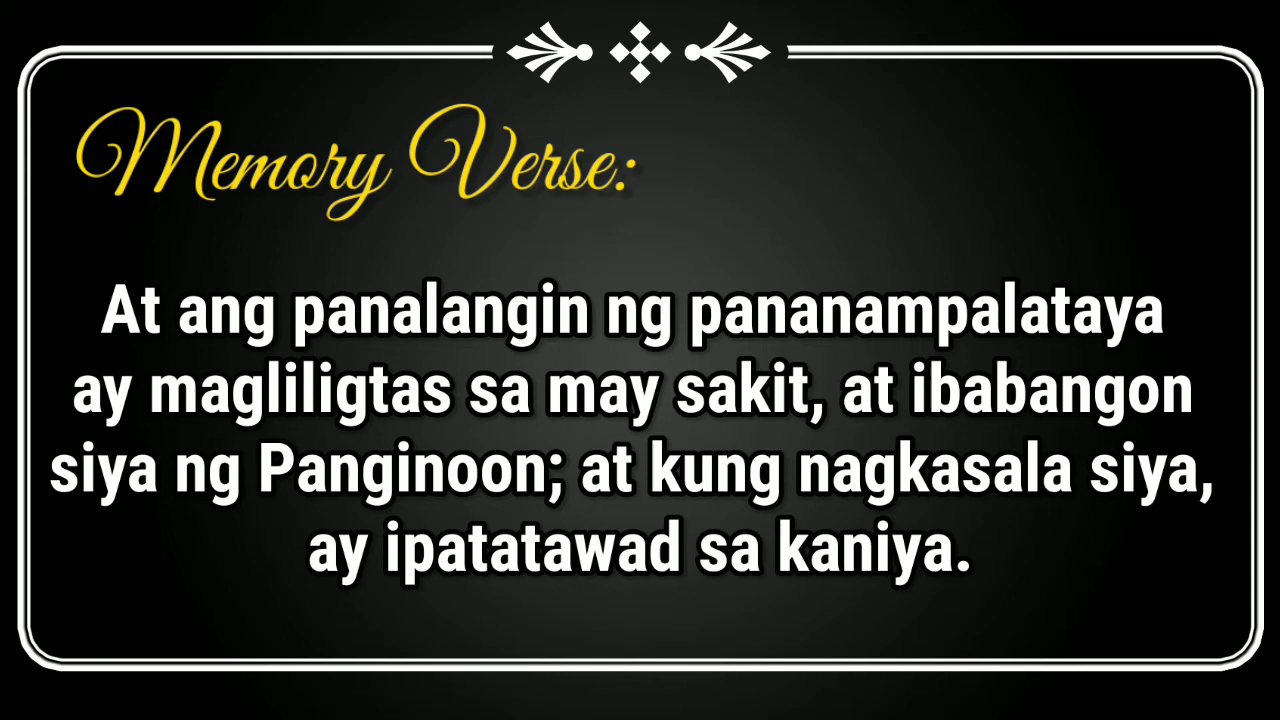 Memory Verse:
At ang panalangin ng pananampalataya
ay magliligtas sa may sakit, at ibabangon
siya ng Panginoon; at kung nagkasala siya,
ay ipatatawad sa kaniya.